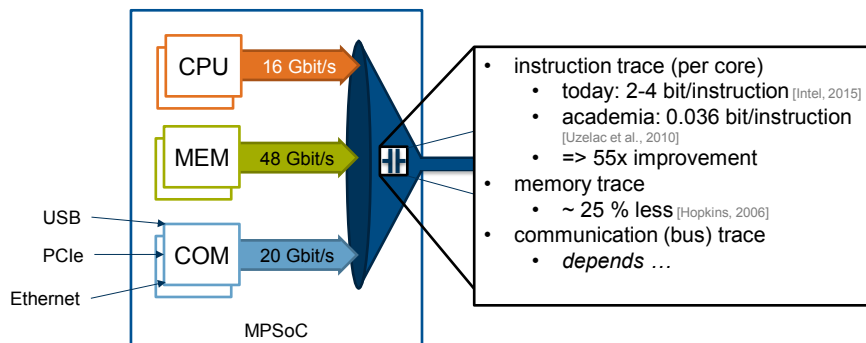 CPU
16 Gbit/s
MEM
48 Gbit/s
USB
PCIe
Ethernet
COM
20 Gbit/s
MPSoC
• instruction trace (per core)
• today: 2-4 bit/instruction [Intel, 2015]
• academia: 0.036 bit/instruction
[Uzelac et al., 2010]
• => 55x improvement
• memory trace
• ~ 25 % less [Hopkins, 2006]
• communication (bus) trace
• depends …